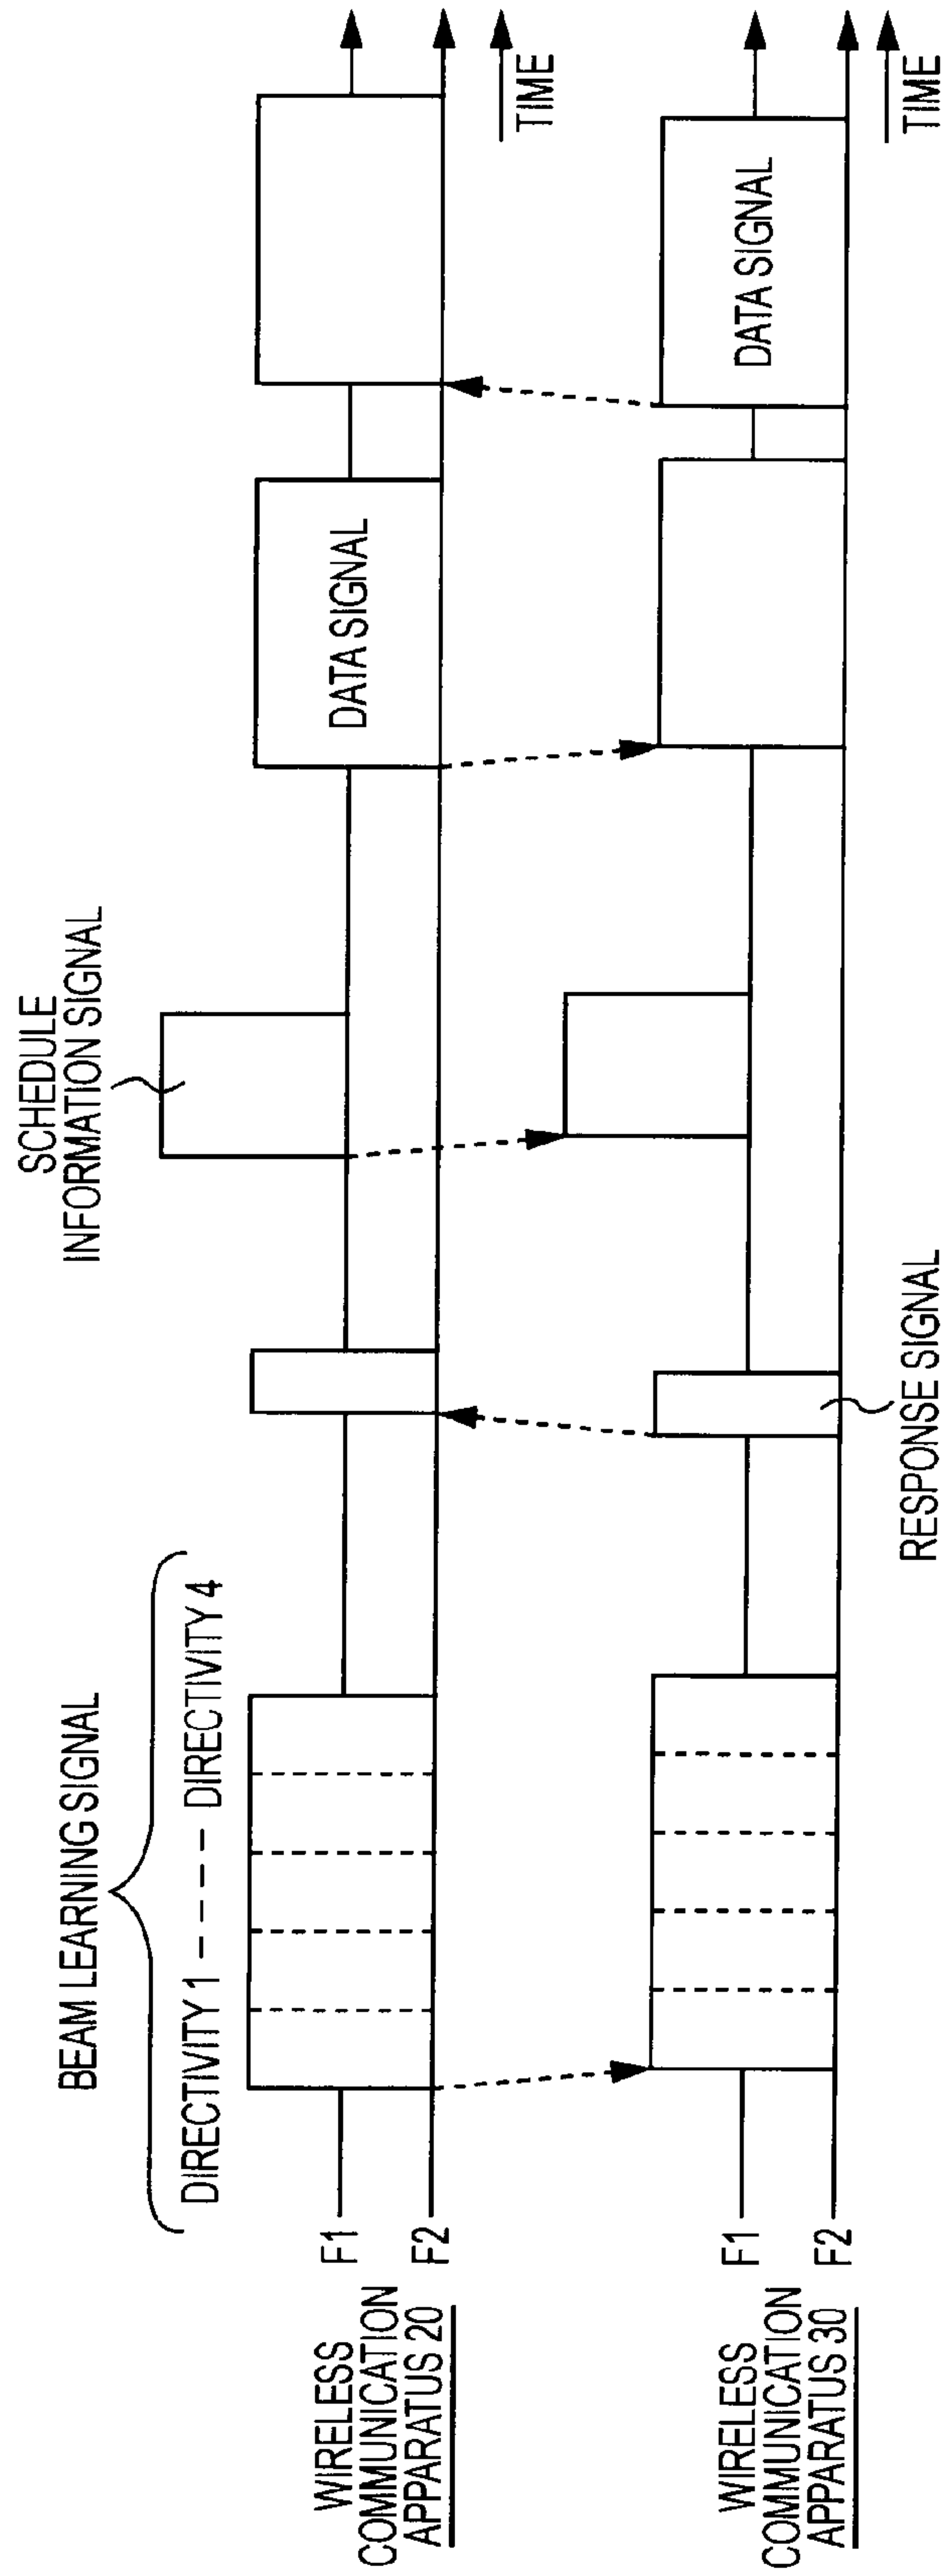 BEAM LEARNING SIGNAL
DIRECTIVITY 1 ---- DIRECTIVITY 4
SCHEDULE
INFORMATION SIGNAL
WIRELESS
COMMUNICATION
APPARATUS 20
F1
F2
DATA SIGNAL
TIME
WIRELESS
COMMUNICATION
APPARATUS 30
F1
F2
RESPONSE SIGNAL
DATA SIGNAL
TIME